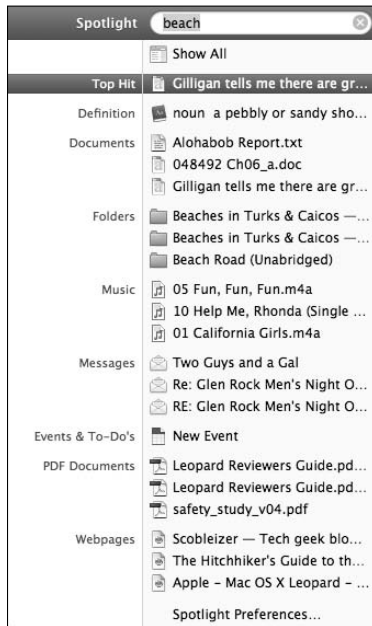 Spotlight beach
Show All
Top Hit Gilligan tells me there are gr...
Definition noun a pebbly or sandy sho...
Documents Alohabob Report.txt
048492 Ch06_a.doc
Gilligan tells me there are gr...
Folders Beaches in Turks & Caicos —...
Beaches in Turks & Caicos —...
Beach Road (Unabridged)
Music 05 Fun, Fun, Fun.m4a
10 Help Me, Rhonda (Single ...
01 California Girls.m4a
Messages Two Guys and a Gal
Re: Glen Rock Men's Night O...
RE: Glen Rock Men's Night O...
Events & To-Do's New Event
PDF Documents Leopard Reviewers Guide.pd...
Leopard Reviewers Guide.pd...
safety_study_v04.pdf
Webpages Scobleizer — Tech geek blo...
The Hitchhiker's Guide to th...
Apple - Mac OS X Leopard - ...
Spotlight Preferences...